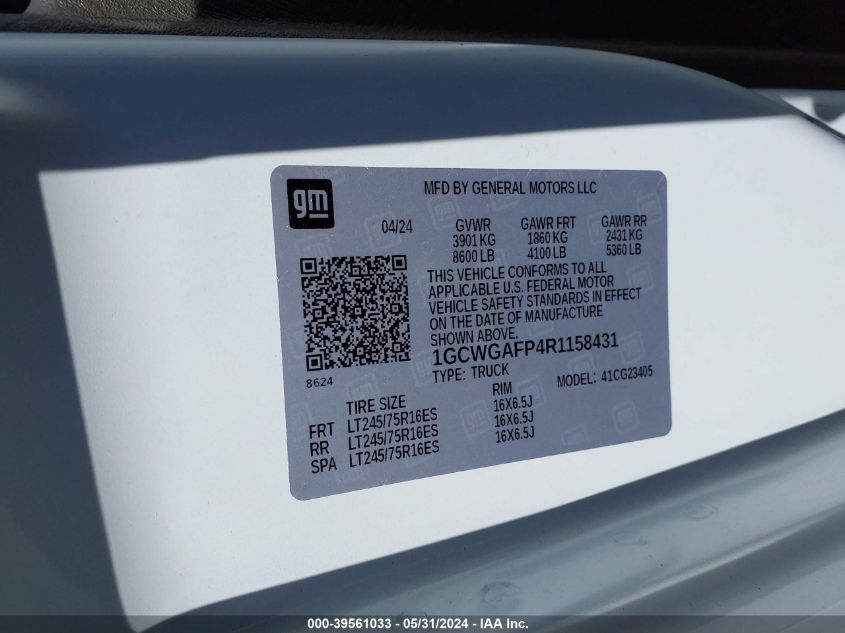 gm
MFD BY GENERAL MOTORS LLC
04/24 GVWR GAWR FRT GAWR RR
3901 KG 1860 KG 2431 KG
8600 LB 4100 LB 5360 LB
THIS VEHICLE CONFORMS TO ALL
APPLICABLE U.S. FEDERAL MOTOR
VEHICLE SAFETY STANDARDS IN EFFECT
ON THE DATE OF MANUFACTURE
SHOWN ABOVE.
1GCWGAFP4R1158431
8624
TYPE: TRUCK MODEL: 41CG23405
TIRE SIZE RIM
FRT LT245/75R16ES 16X6.5J
RR LT245/75R16ES 16X6.5J
SPA LT245/75R16ES 16X6.5J
000-39561033 - 05/31/2024 - IAA Inc.